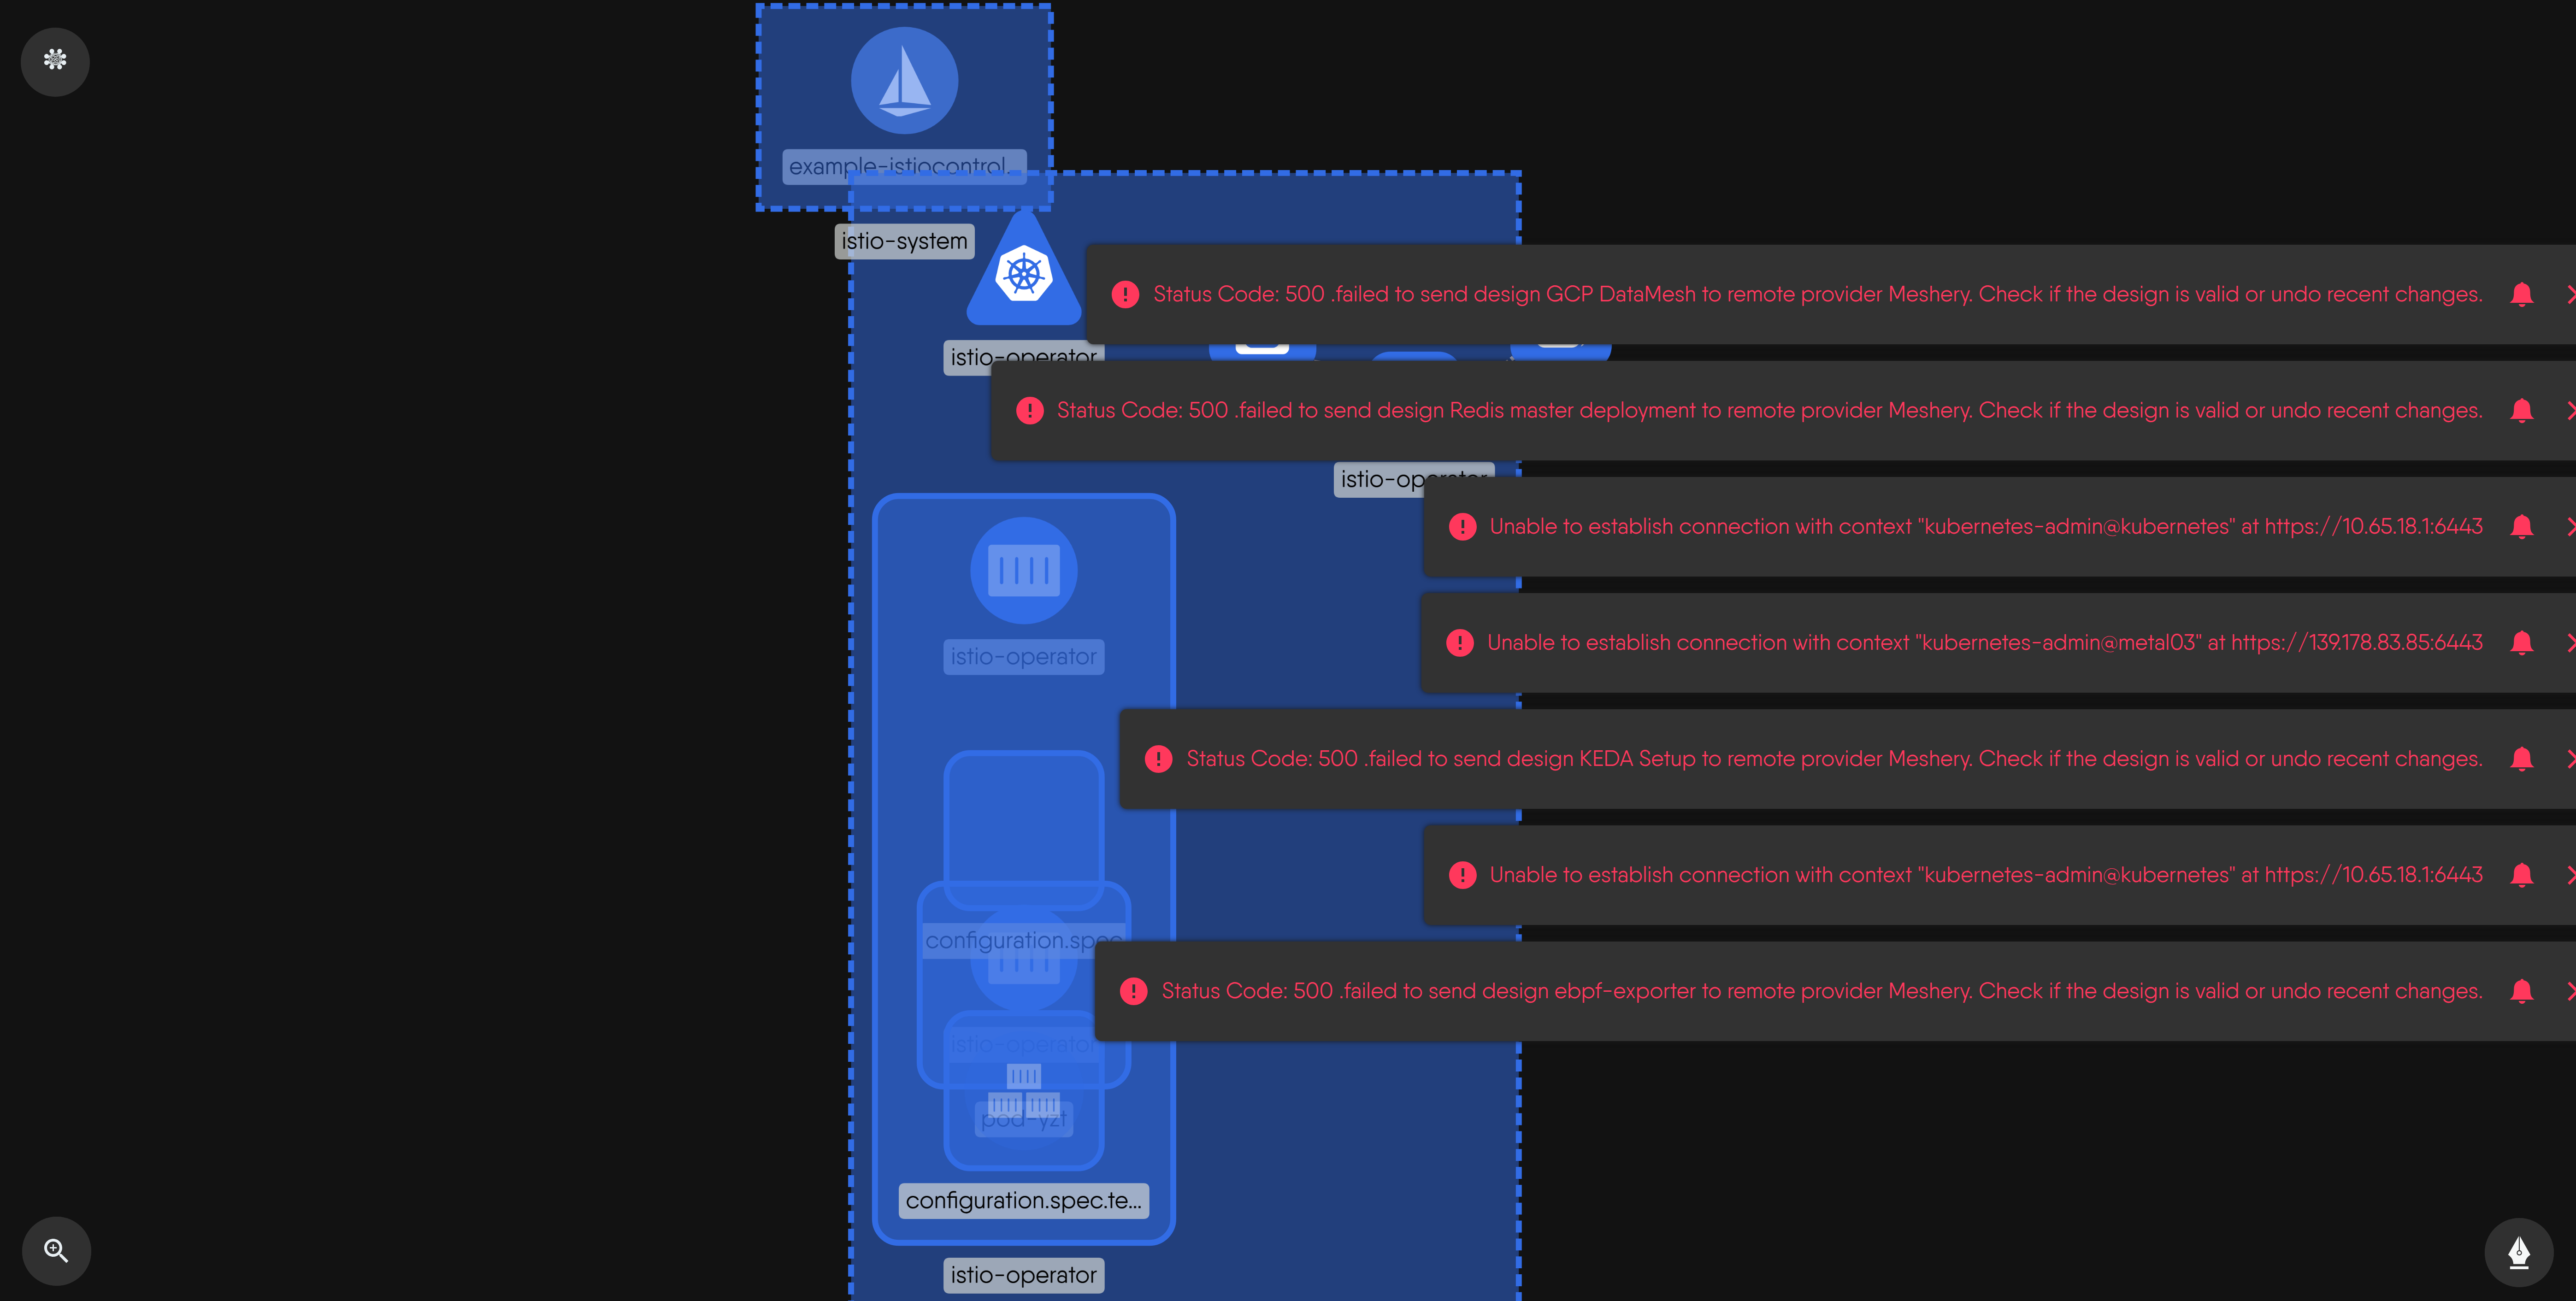 example-istiocontrol...
istio-system
Status Code: 500 .failed to send design GCP DataMesh to remote provider Meshery. Check if the design is valid or undo recent changes.
istio-operator
Status Code: 500 .failed to send design Redis master deployment to remote provider Meshery. Check if the design is valid or undo recent changes.
istio-operator
Unable to establish connection with context "kubernetes-admin@kubernetes" at https://10.65.18.1:6443
istio-operator
Unable to establish connection with context "kubernetes-admin@metal03" at https://139.178.83.85:6443
Status Code: 500 .failed to send design KEDA Setup to remote provider Meshery. Check if the design is valid or undo recent changes.
Unable to establish connection with context "kubernetes-admin@kubernetes" at https://10.65.18.1:6443
configuration.spec
Status Code: 500 .failed to send design ebpf-exporter to remote provider Meshery. Check if the design is valid or undo recent changes.
istio-operator
pod-yzt
configuration.spec.te...
istio-operator